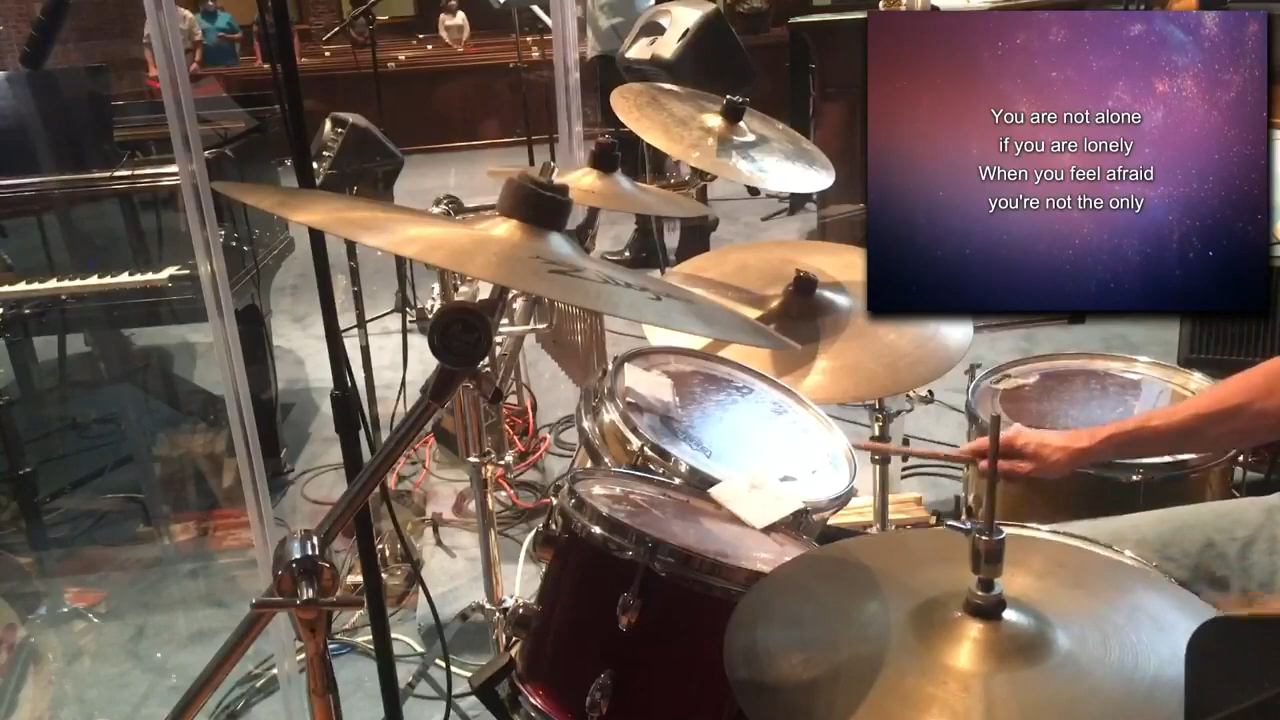 You are not alone
if you are lonely
When you feel afraid
you're not the only